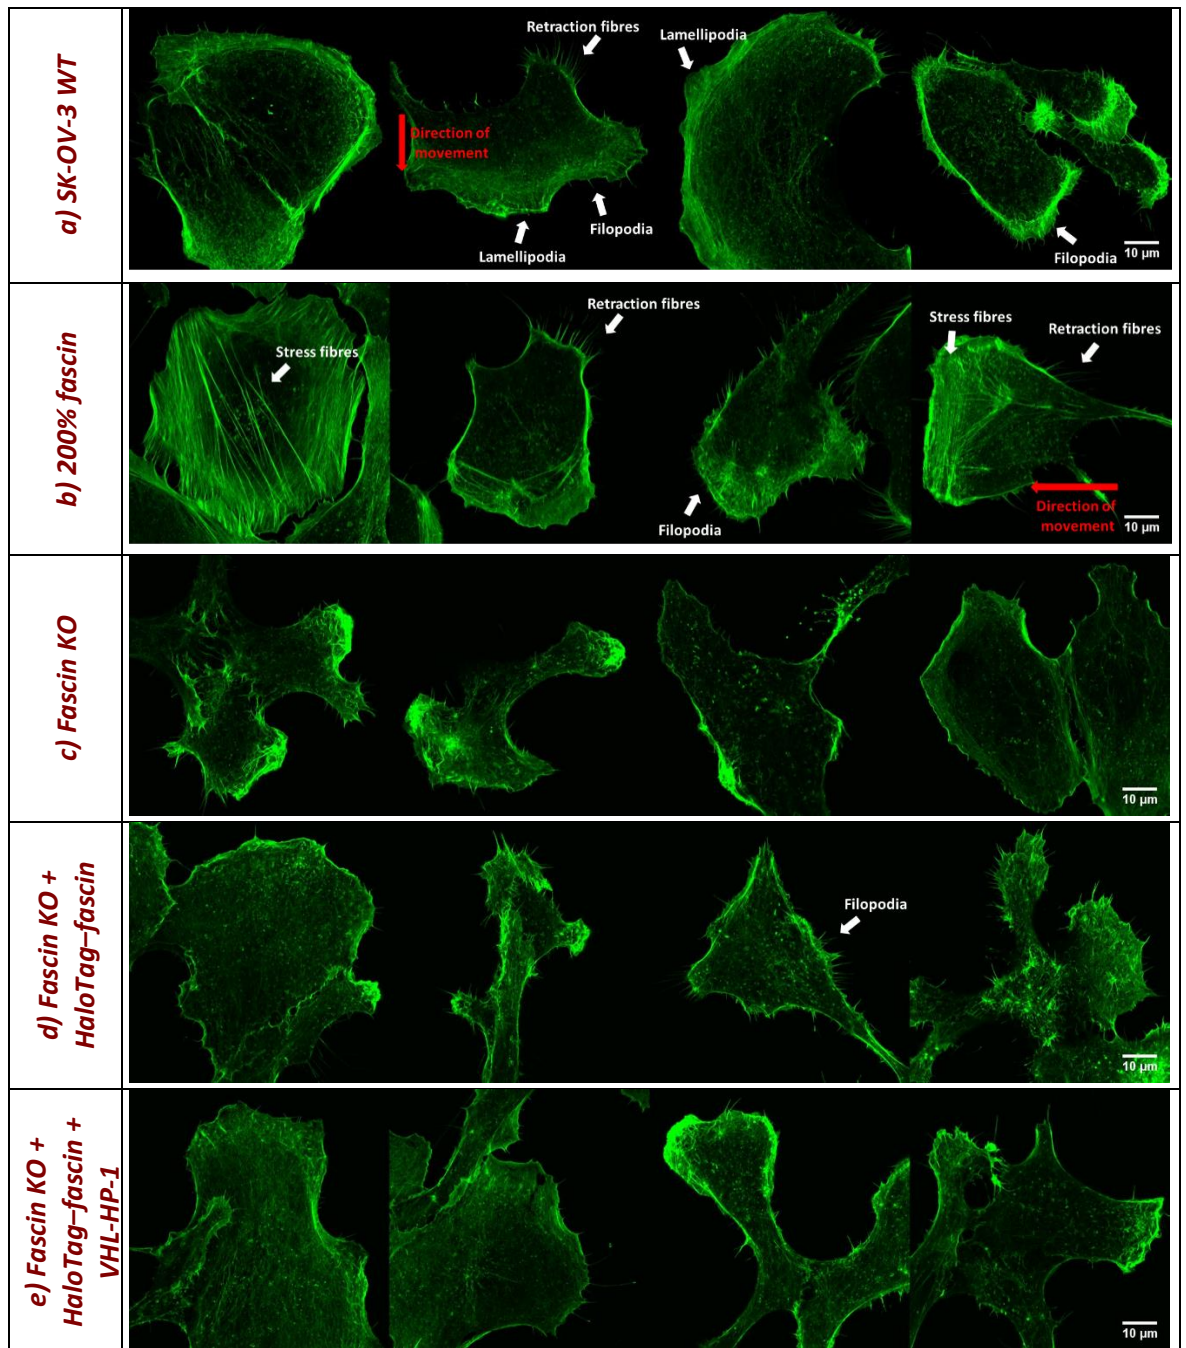 a) SK-OV-3 WT
Retraction fibres
Direction of
movement
Filopodia
Lamellipodia
Lamellipodia
Filopodia
10 µm
b) 200% fascin
Stress fibres
Retraction fibres
Filopodia
Stress fibres
Retraction fibres
Direction of
movement
10 µm
c) Fascin KO
10 µm
d) Fascin KO +
HaloTag–fascin
Filopodia
10 µm
e) Fascin KO +
HaloTag–fascin +
VHL-HP-1
10 µm